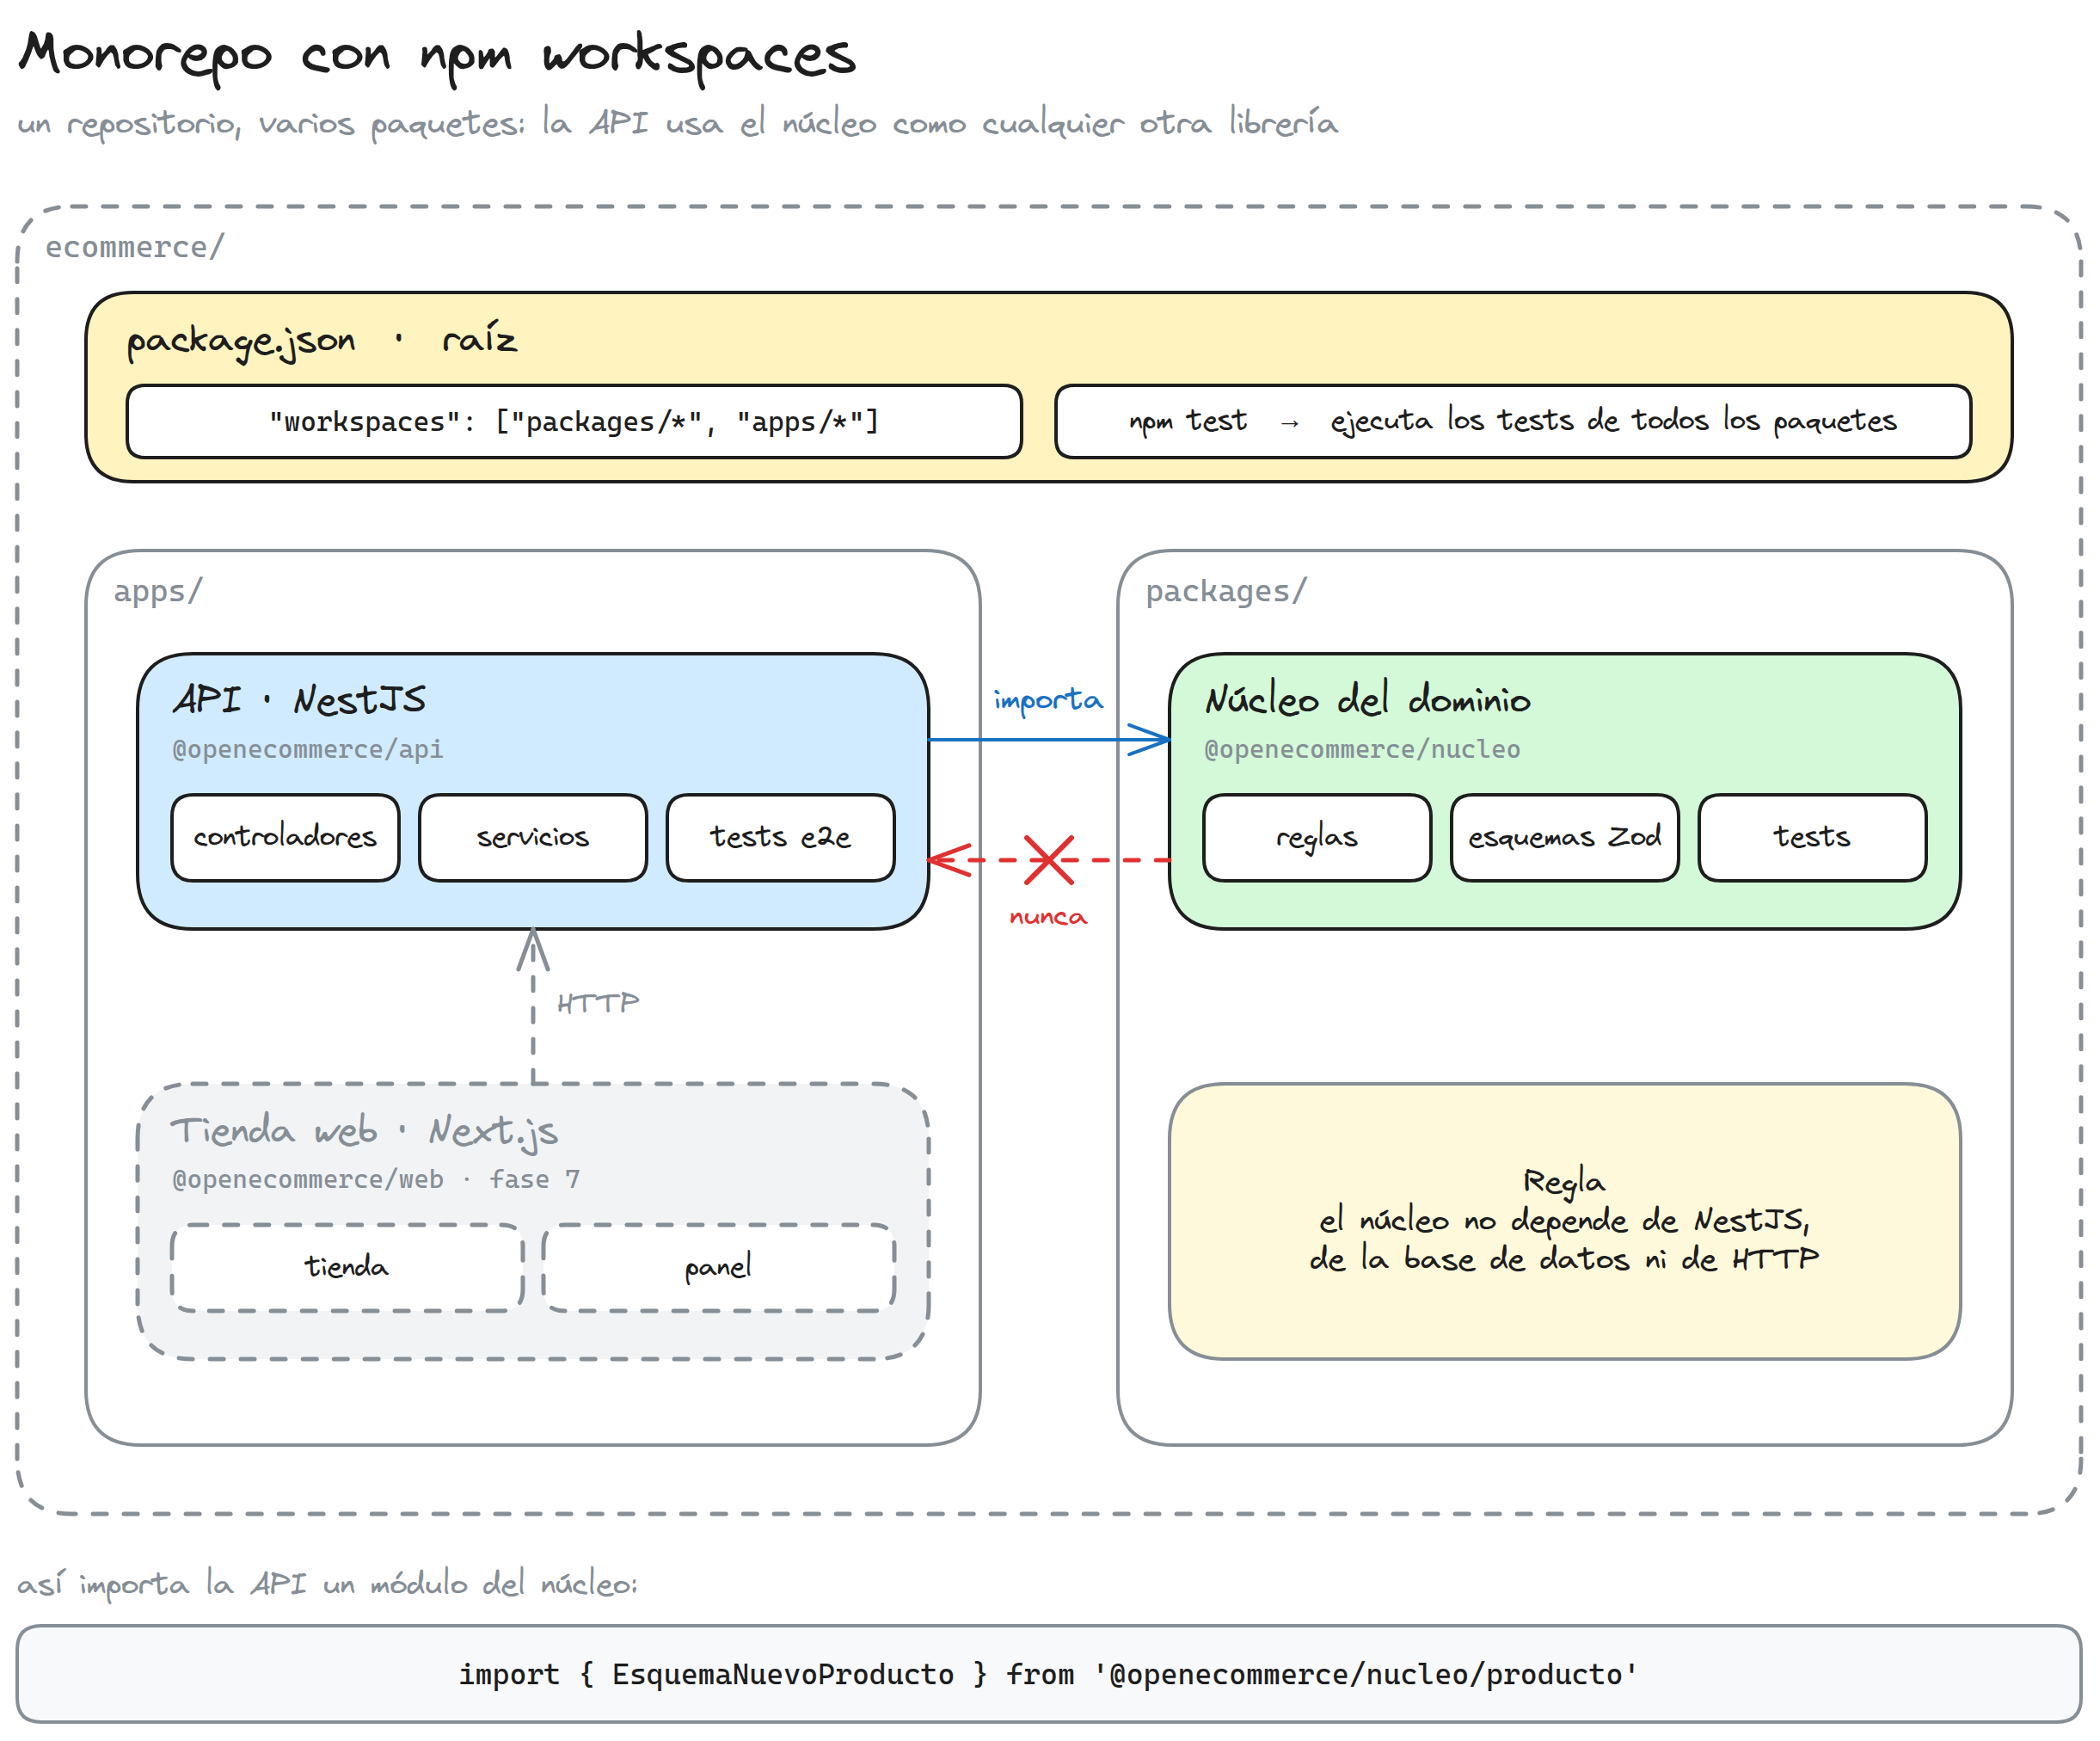 Monorepo con npm workspaces
un repositorio, varios paquetes: la API usa el núcleo como cualquier otra librería
ecommerce/
package.json · raíz
"workspaces": ["packages/*", "apps/*"]
npm test → ejecuta los tests de todos los paquetes
apps/
API · NestJS
@openecommerce/api
controladores
servicios
tests e2e
importa
nunca
packages/
Núcleo del dominio
@openecommerce/nucleo
reglas
esquemas Zod
tests
HTTP
Tienda web · Next.js
@openecommerce/web · fase 7
tienda
panel
Regla
el núcleo no depende de NestJS,
de la base de datos ni de HTTP
así importa la API un módulo del núcleo:
import { EsquemaNuevoProducto } from '@openecommerce/nucleo/producto'